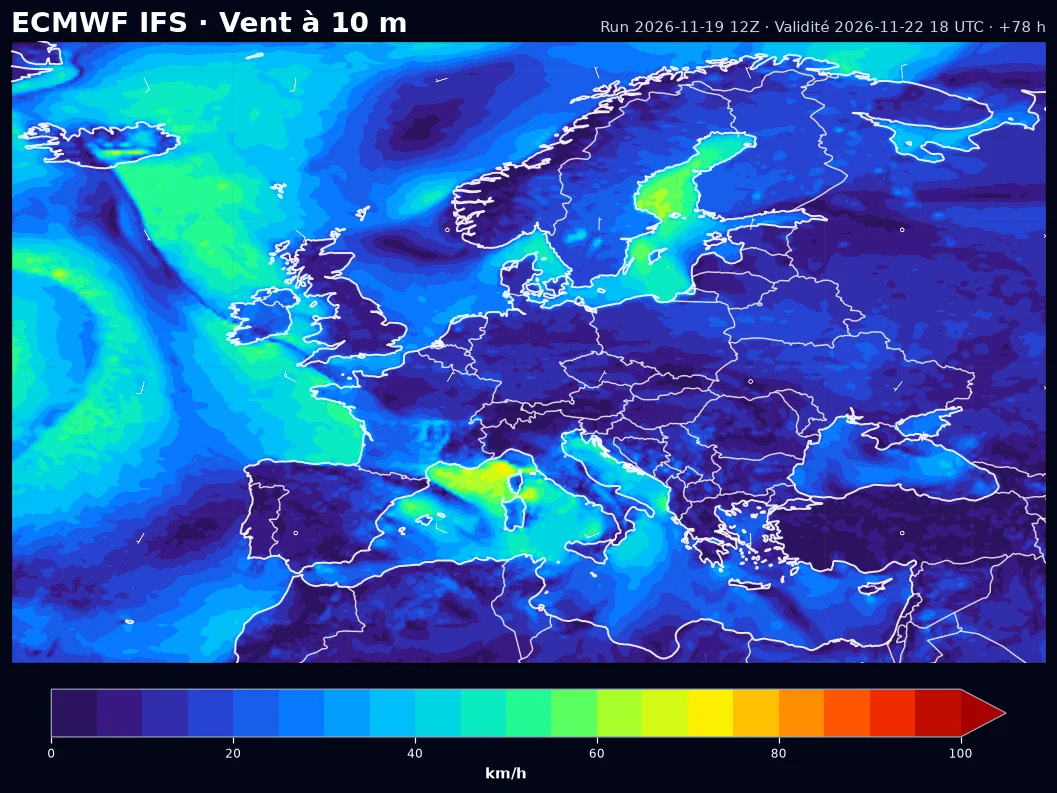 ECMWF IFS · Vent à 10 m
Run 2026-11-19 12Z · Validité 2026-11-22 18 UTC · +78 h
0 20 40 60 80 100
km/h